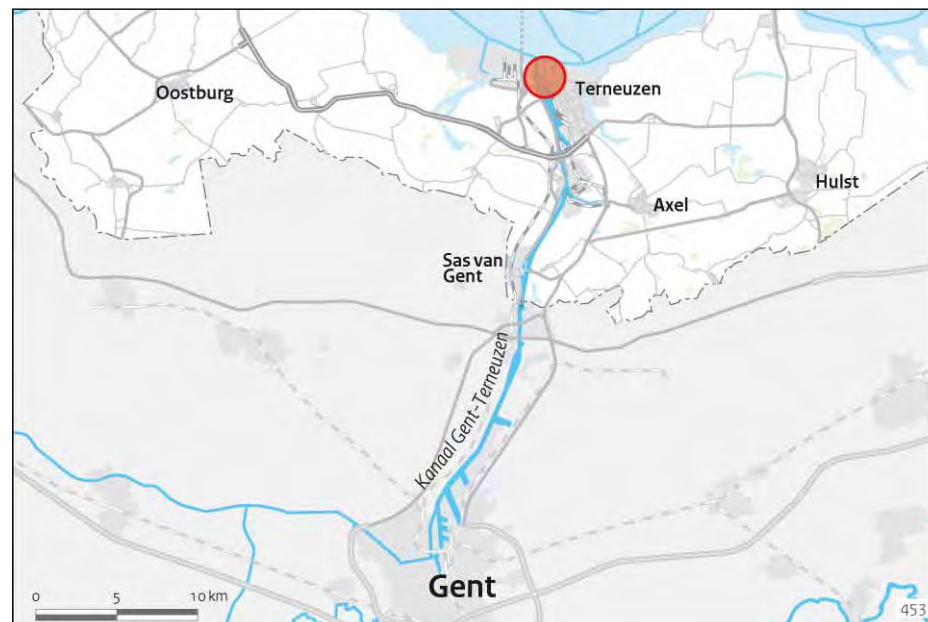 Oostburg
Terneuzen
Hulst
Axel
Sas van
Gent
Kanaal Gent-Terneuzen
Gent
0 5 10 km
453